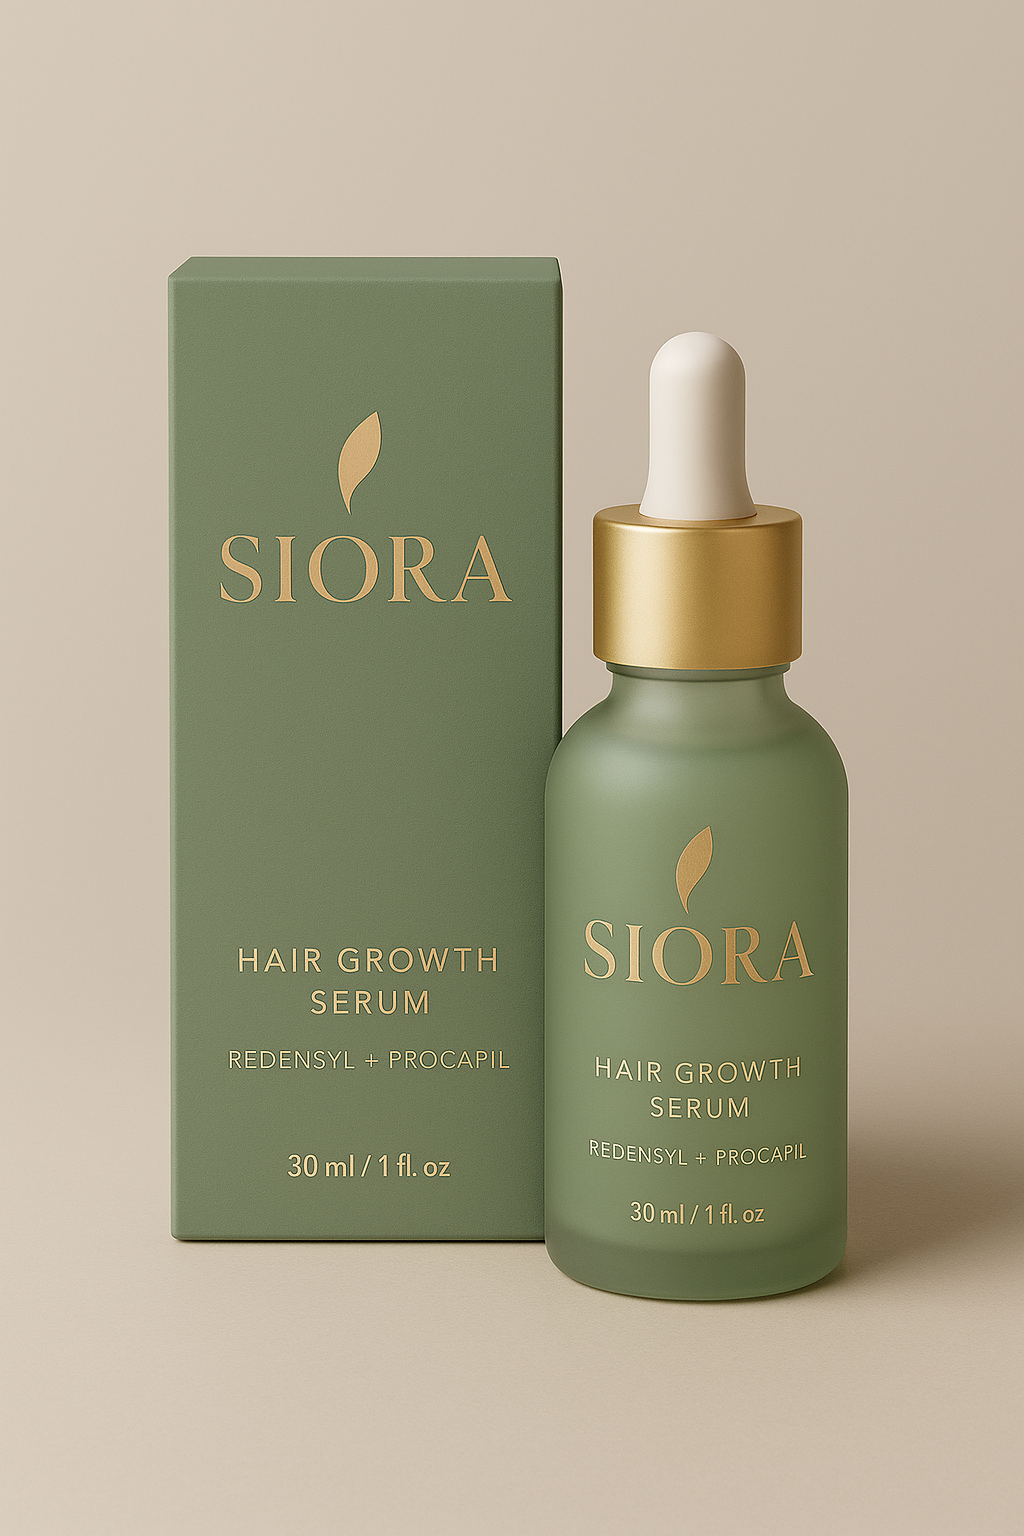 SIORA
HAIR GROWTH
SERUM
REDENSYL + PROCAPIL
30 ml / 1 fl. oz
SIORA
HAIR GROWTH
SERUM
REDENSYL + PROCAPIL
30 ml / 1 fl. oz